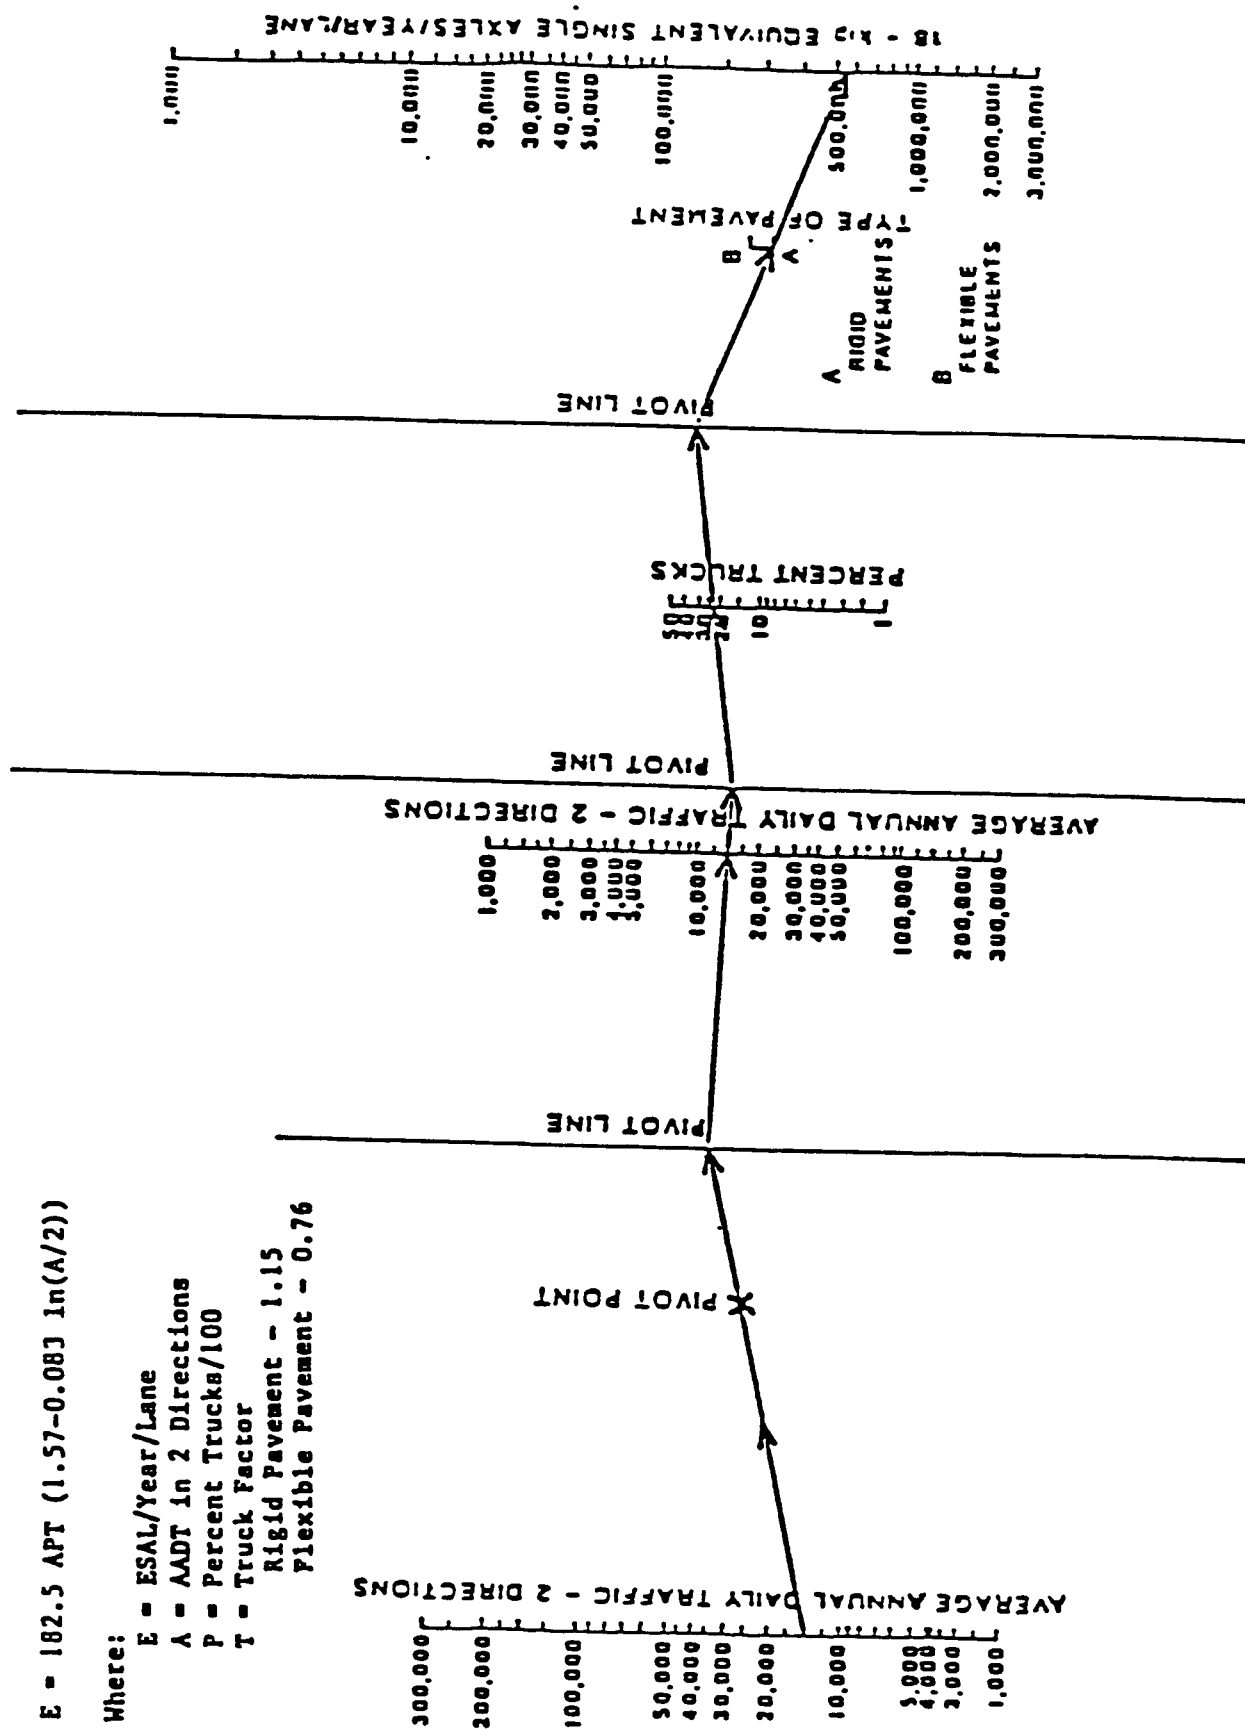 E = 182.5 APT (1.57-0.083 ln(A/2))
Where:
E = ESAL/Year/Lane
A = AADT in 2 Directions
P = Percent Trucks/100
T = Truck Factor
Rigid Pavement - 1.15
Flexible Pavement - 0.76
AVERAGE ANNUAL DAILY TRAFFIC - 2 DIRECTIONS
300,000
200,000
100,000
50,000
40,000
30,000
20,000
10,000
5,000
4,000
3,000
1,000
PIVOT POINT
PIVOT LINE
AVERAGE ANNUAL DAILY TRAFFIC - 2 DIRECTIONS
1,000
2,000
3,000
4,000
5,000
10,000
20,000
30,000
40,000
50,000
100,000
200,000
300,000
PIVOT LINE
PERCENT TRUCKS
50
40
30
10
1
PIVOT LINE
TYPE OF PAVEMENT
B
A
A
RIGID
PAVEMENTS
B
FLEXIBLE
PAVEMENTS
18 - kip EQUIVALENT SINGLE AXLES/YEAR/LANE
1,000
10,000
20,000
30,000
40,000
50,000
100,000
500,000
1,000,000
2,000,000
3,000,000